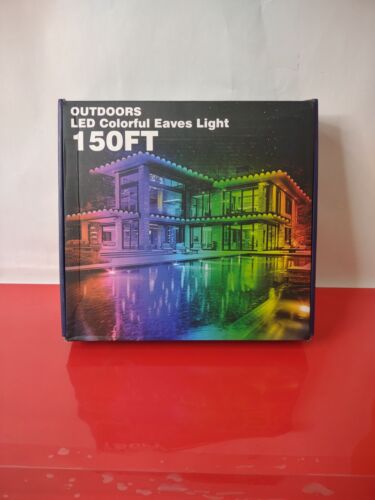 OUTDOORS
LED Colorful Eaves Light
150FT